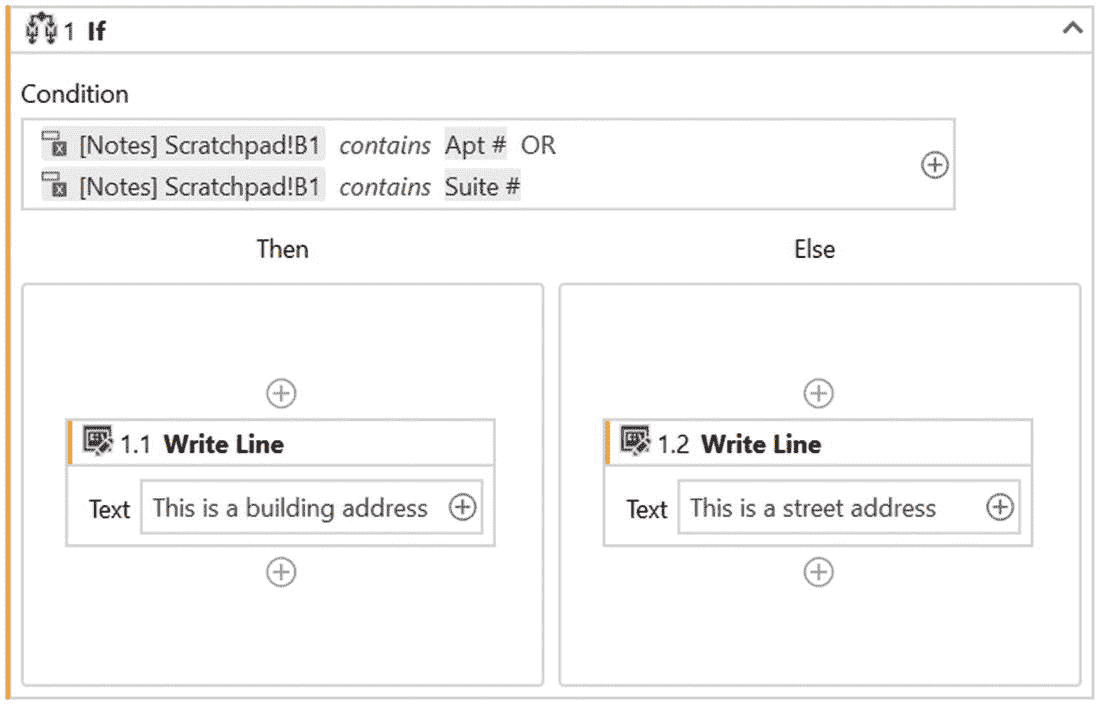 1 If
Condition
[Notes] Scratchpad!B1 contains Apt # OR
[Notes] Scratchpad!B1 contains Suite #
Then Else
1.1 Write Line
Text This is a building address
1.2 Write Line
Text This is a street address